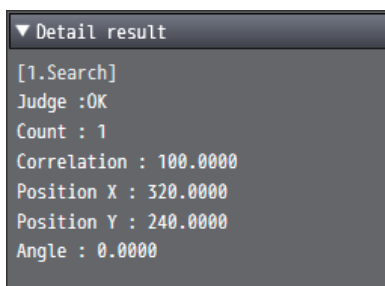 ▼ Detail result
[1.Search]
Judge :OK
Count : 1
Correlation : 100.0000
Position X : 320.0000
Position Y : 240.0000
Angle : 0.0000